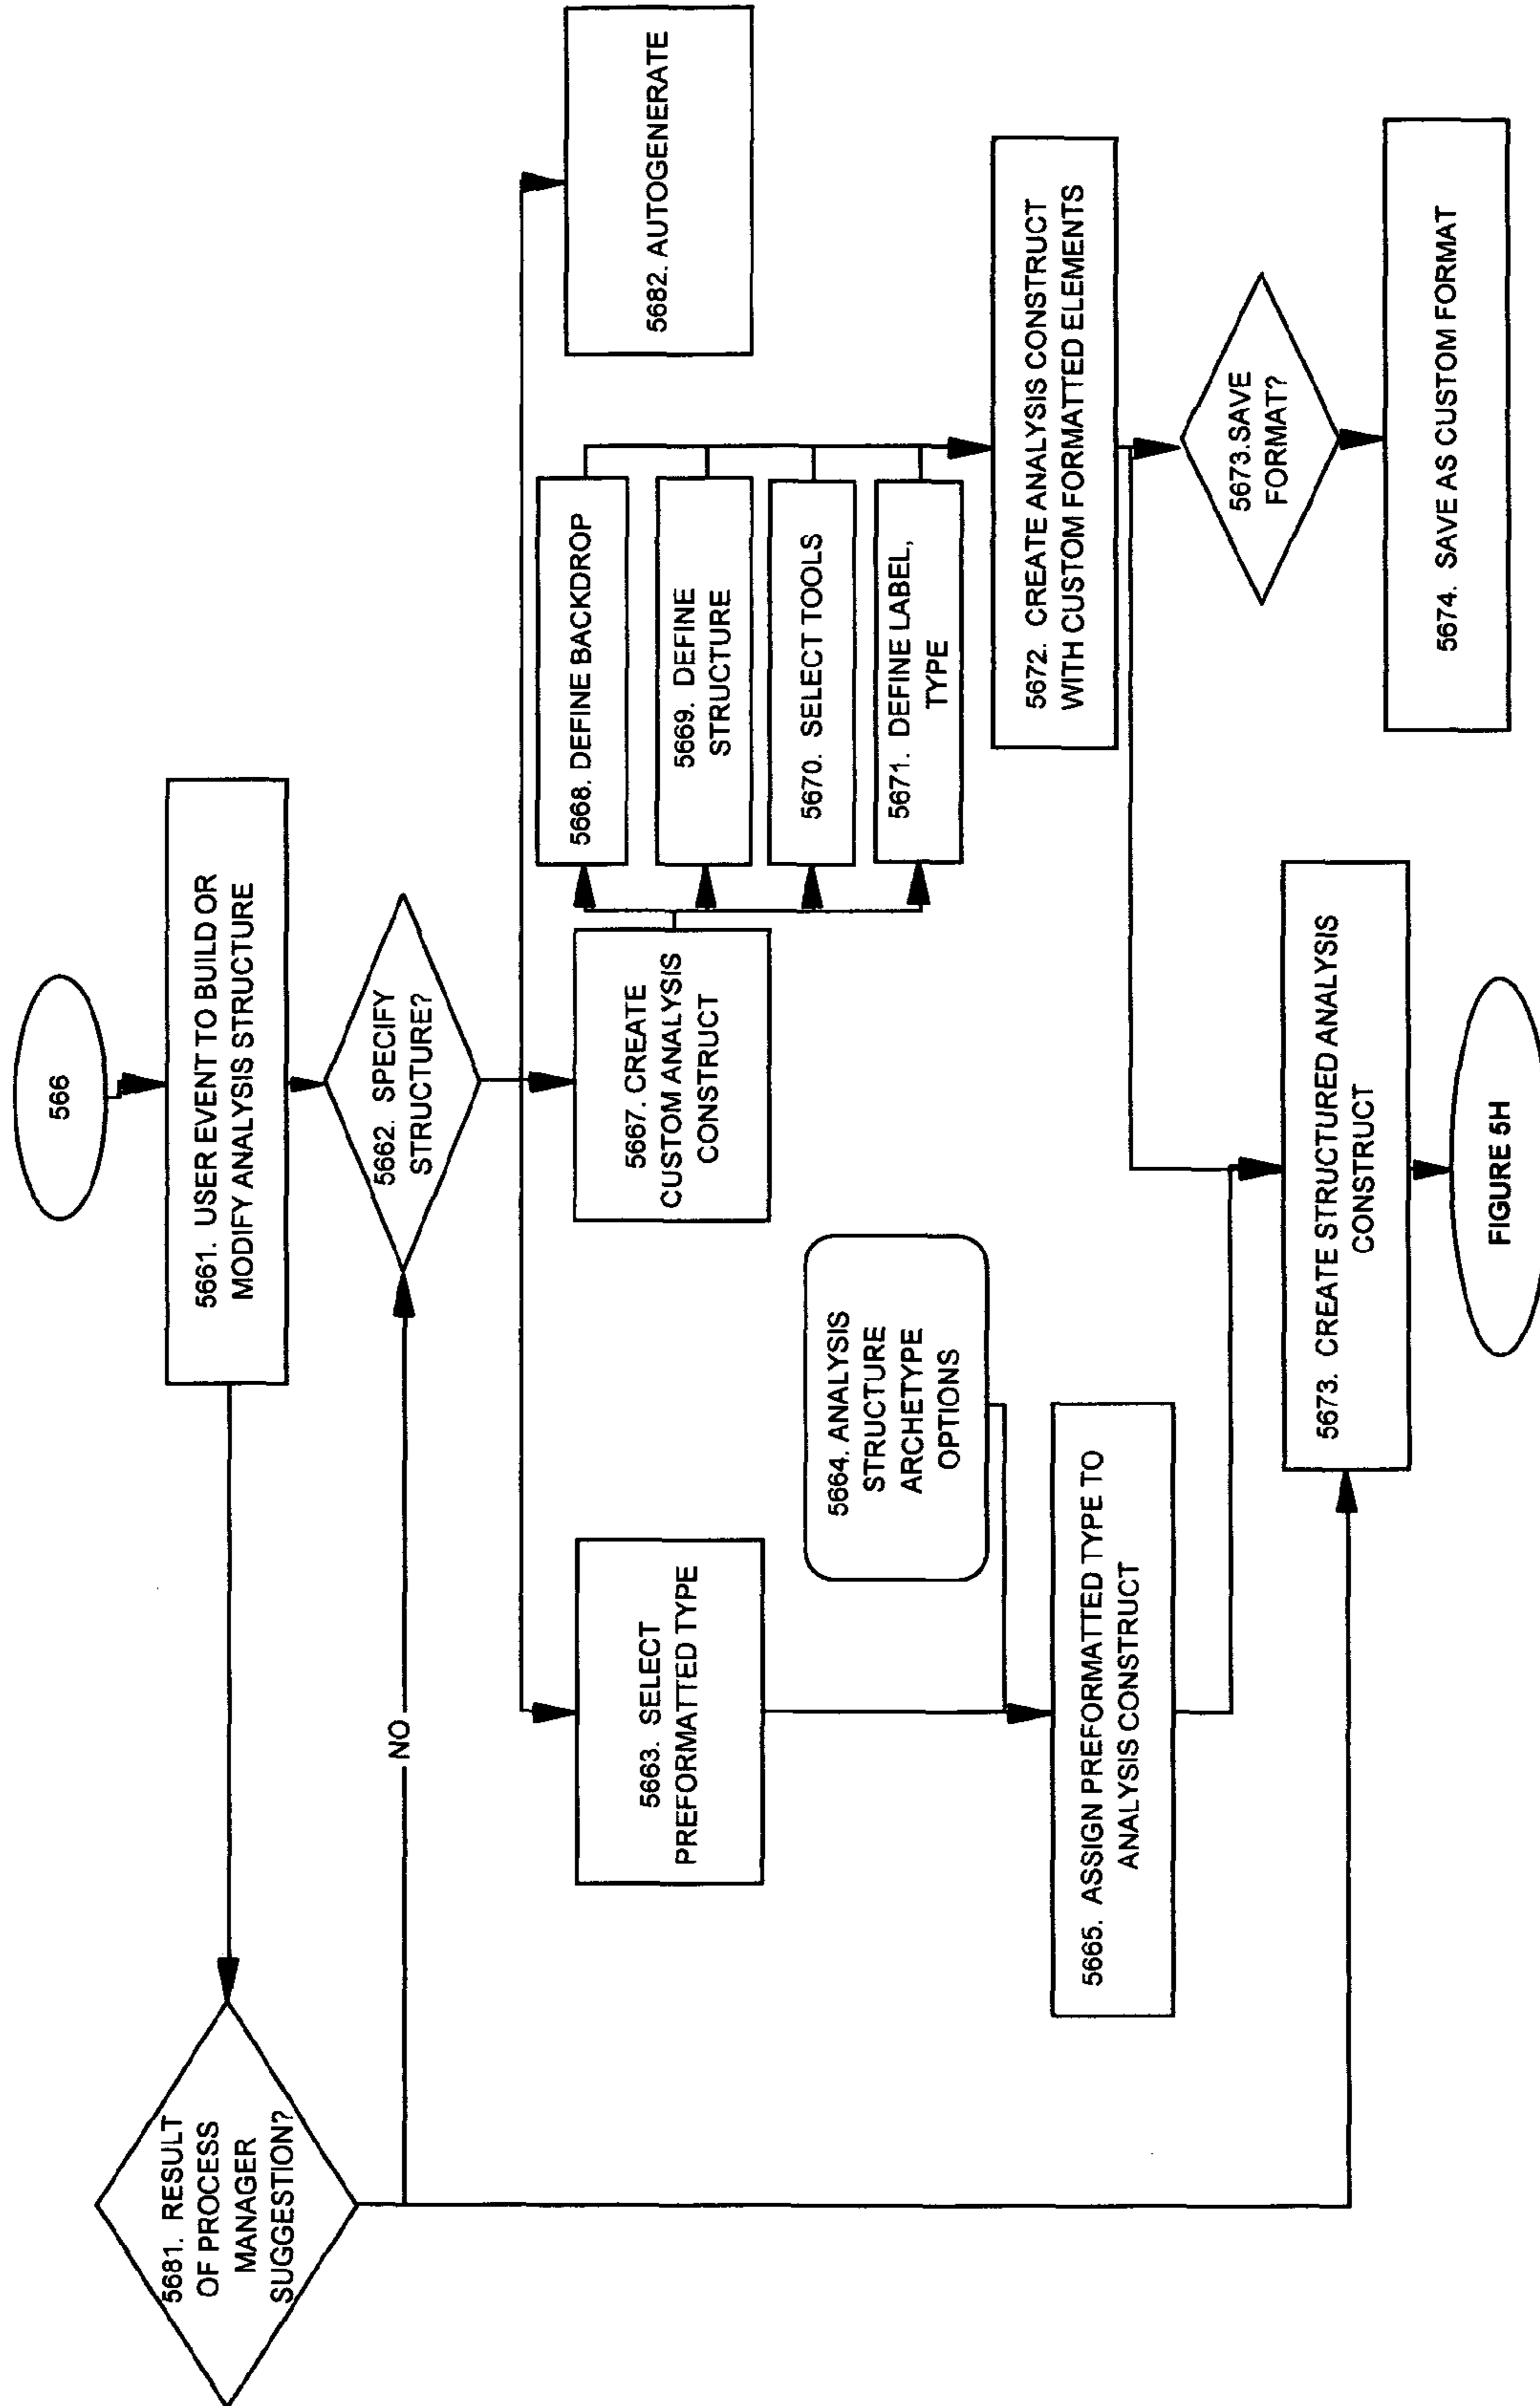 566
5661. USER EVENT TO BUILD OR
MODIFY ANALYSIS STRUCTURE
5681. RESULT
OF PROCESS
MANAGER
SUGGESTION?
5662. SPECIFY
STRUCTURE?
NO
5663. SELECT
PREFORMATTED TYPE
5667. CREATE
CUSTOM ANALYSIS
CONSTRUCT
5668. DEFINE BACKDROP
5669. DEFINE
STRUCTURE
5670. SELECT TOOLS
5671. DEFINE LABEL,
TYPE
5682. AUTOGENERATE
5664. ANALYSIS
STRUCTURE
ARCHETYPE
OPTIONS
5665. ASSIGN PREFORMATTED TYPE TO
ANALYSIS CONSTRUCT
5672. CREATE ANALYSIS CONSTRUCT
WITH CUSTOM FORMATTED ELEMENTS
5673.SAVE
FORMAT?
5673. CREATE STRUCTURED ANALYSIS
CONSTRUCT
5674. SAVE AS CUSTOM FORMAT
FIGURE 5H